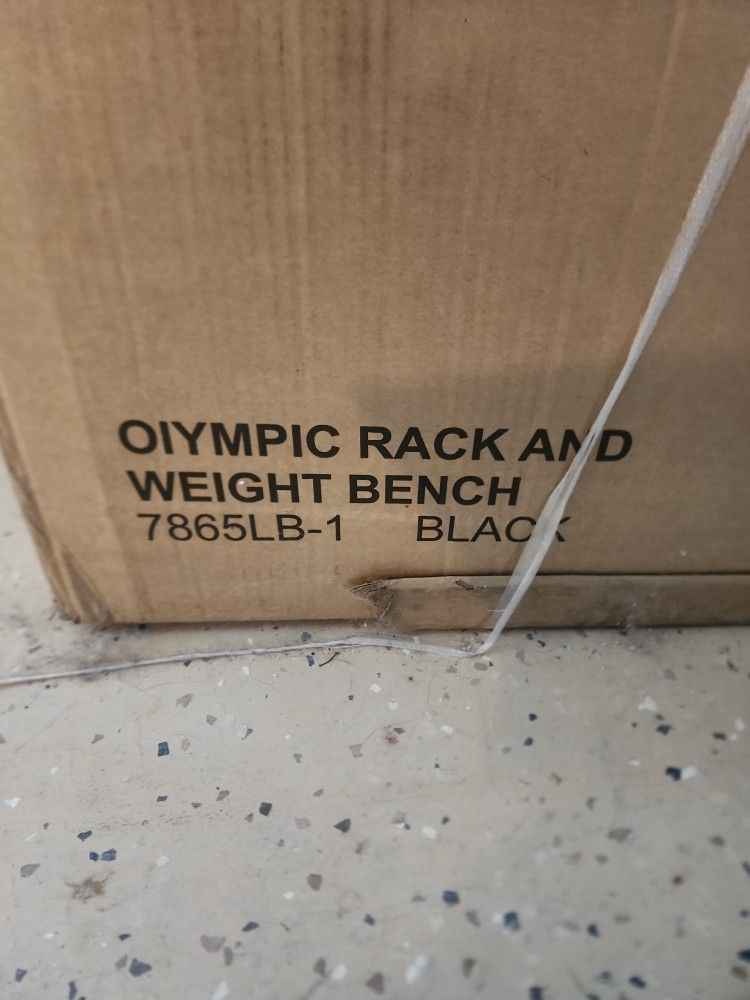 OIYMPIC RACK AND
WEIGHT BENCH
7865LB-1 BLACK